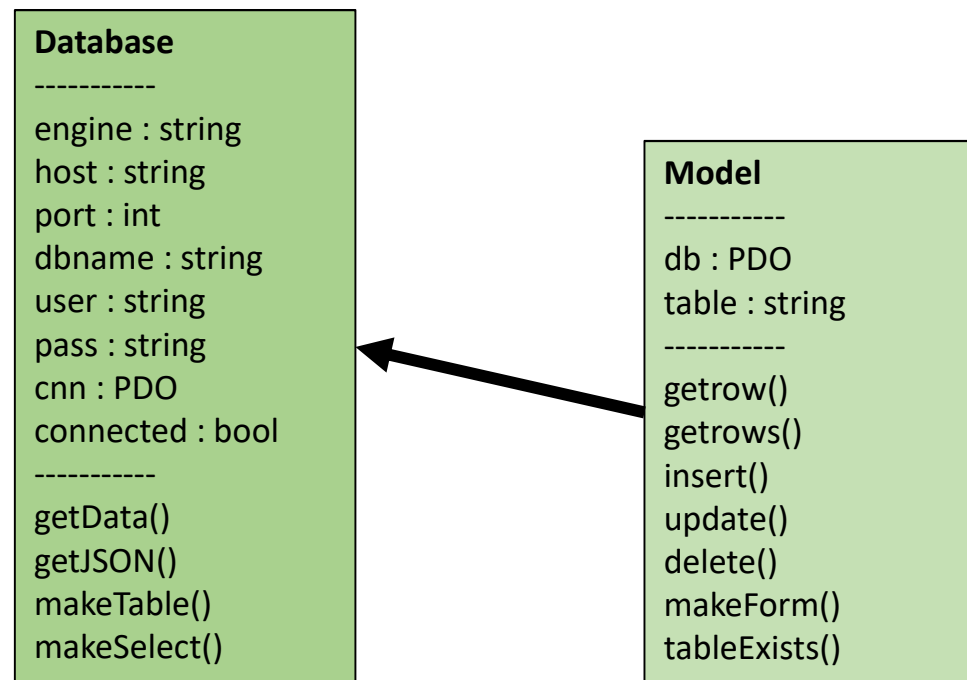 Database
-----------
engine : string
host : string
port : int
dbname : string
user : string
pass : string
cnn : PDO
connected : bool
-----------
getData()
getJSON()
makeTable()
makeSelect()
Model
-----------
db : PDO
table : string
-----------
getrow()
getrows()
insert()
update()
delete()
makeForm()
tableExists()